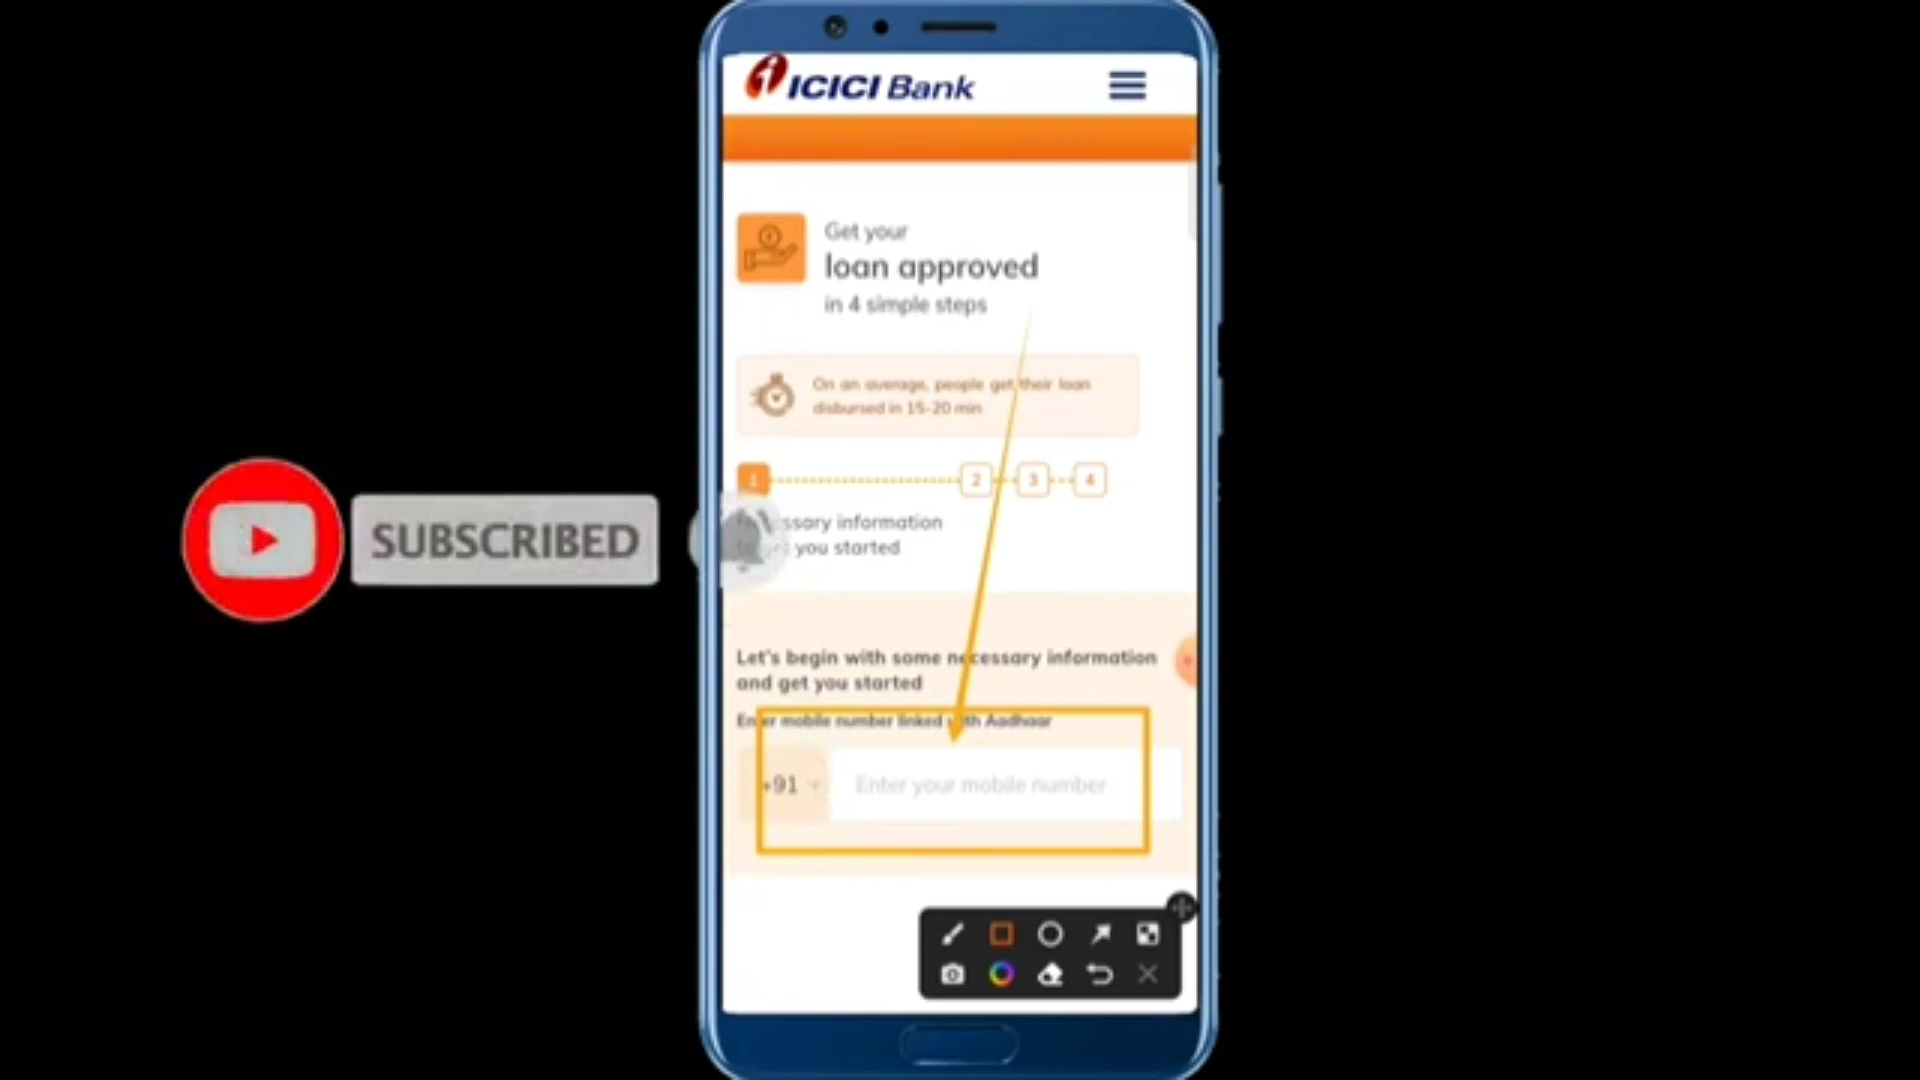 ICICI Bank
Get your
loan approved
in 4 simple steps
On an average, people get their loan
disbursed in 15-20 min
1 2 3 4
SUBSCRIBED
information
you started
Let's begin with some necessary information
and get you started
Enter mobile number linked with Aadhaar
+91 Enter your mobile number